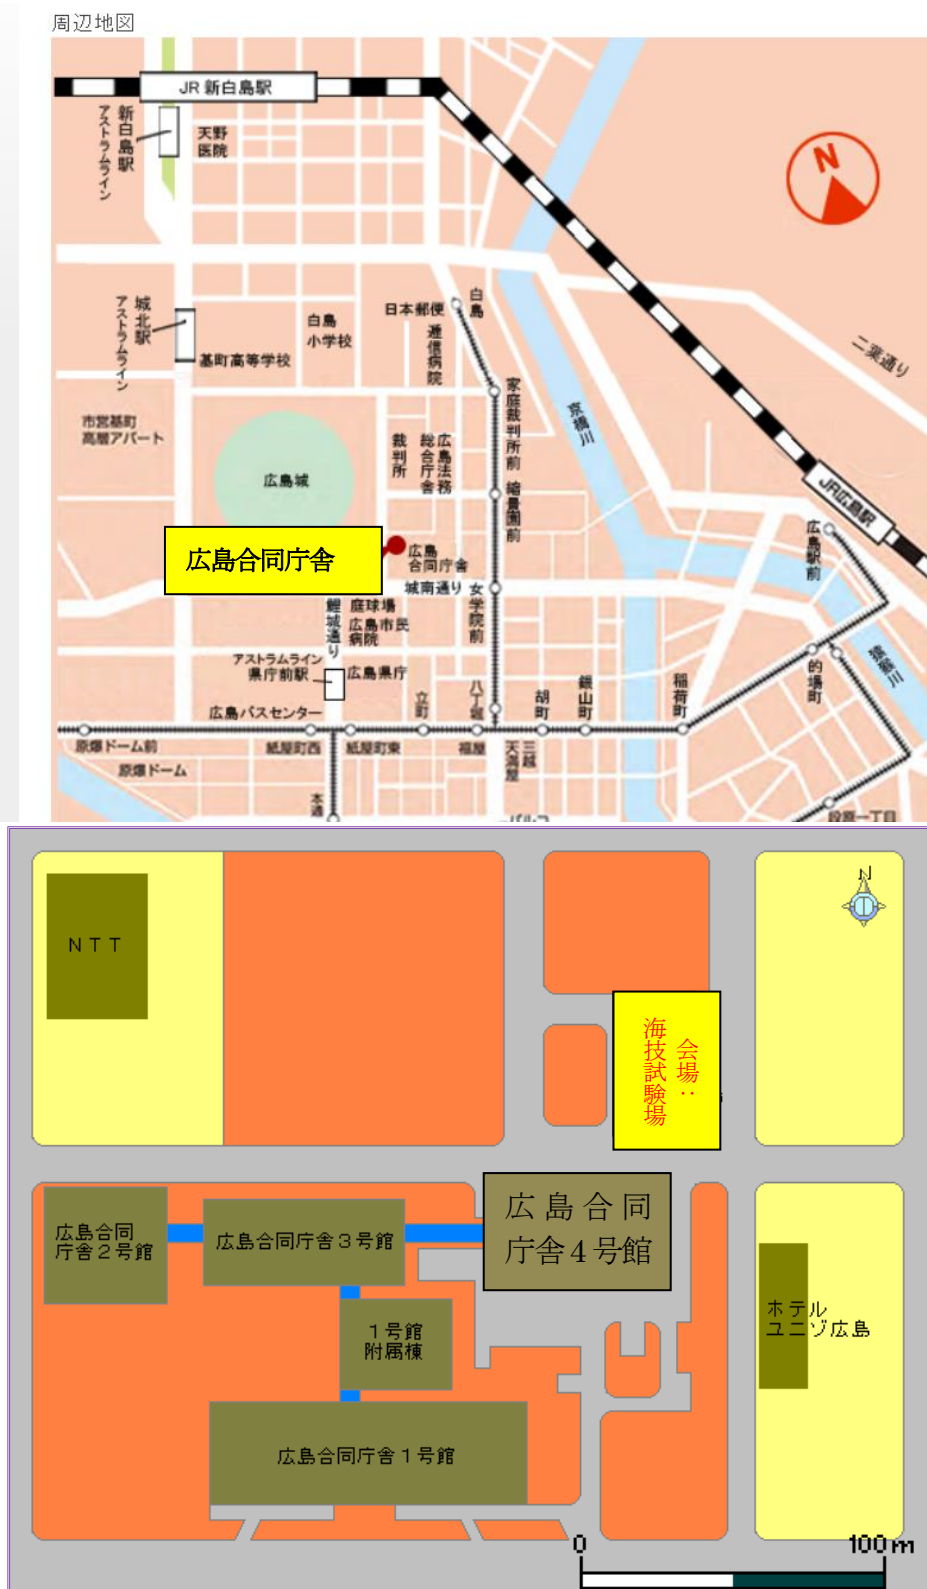 周辺地図
JR 新白島駅
新白島駅
アストラムライン
天野
医院
N
城北駅
アストラムライン
白島
小学校
基町高等学校
日本郵便
白島
逓信病院
二葉通り
市営基町
高層アパート
広島城
裁判所
広島法務
総合庁舎
家庭裁判所前
京橋川
縮景園前
JR広島駅
広島駅前
広島合同庁舎
広島
合同庁舎
城南通り
女学院前
鯉城通り
庭球場
広島市民
病院
アストラムライン
県庁前駅
広島県庁
広島バスセンター
立町
八丁堀
胡町
銀山町
稲荷町
的場町
猿猴川
原爆ドーム前
紙屋町西
紙屋町東
福屋
天満屋
三越
原爆ドーム
本通
パルコ
段原一丁目
N
NTT
会場：
海技試験場
広島合同
庁舎２号館
広島合同庁舎３号館
広島合同
庁舎４号館
１号館
附属棟
ホテル
ユニゾ広島
広島合同庁舎１号館
0
100m